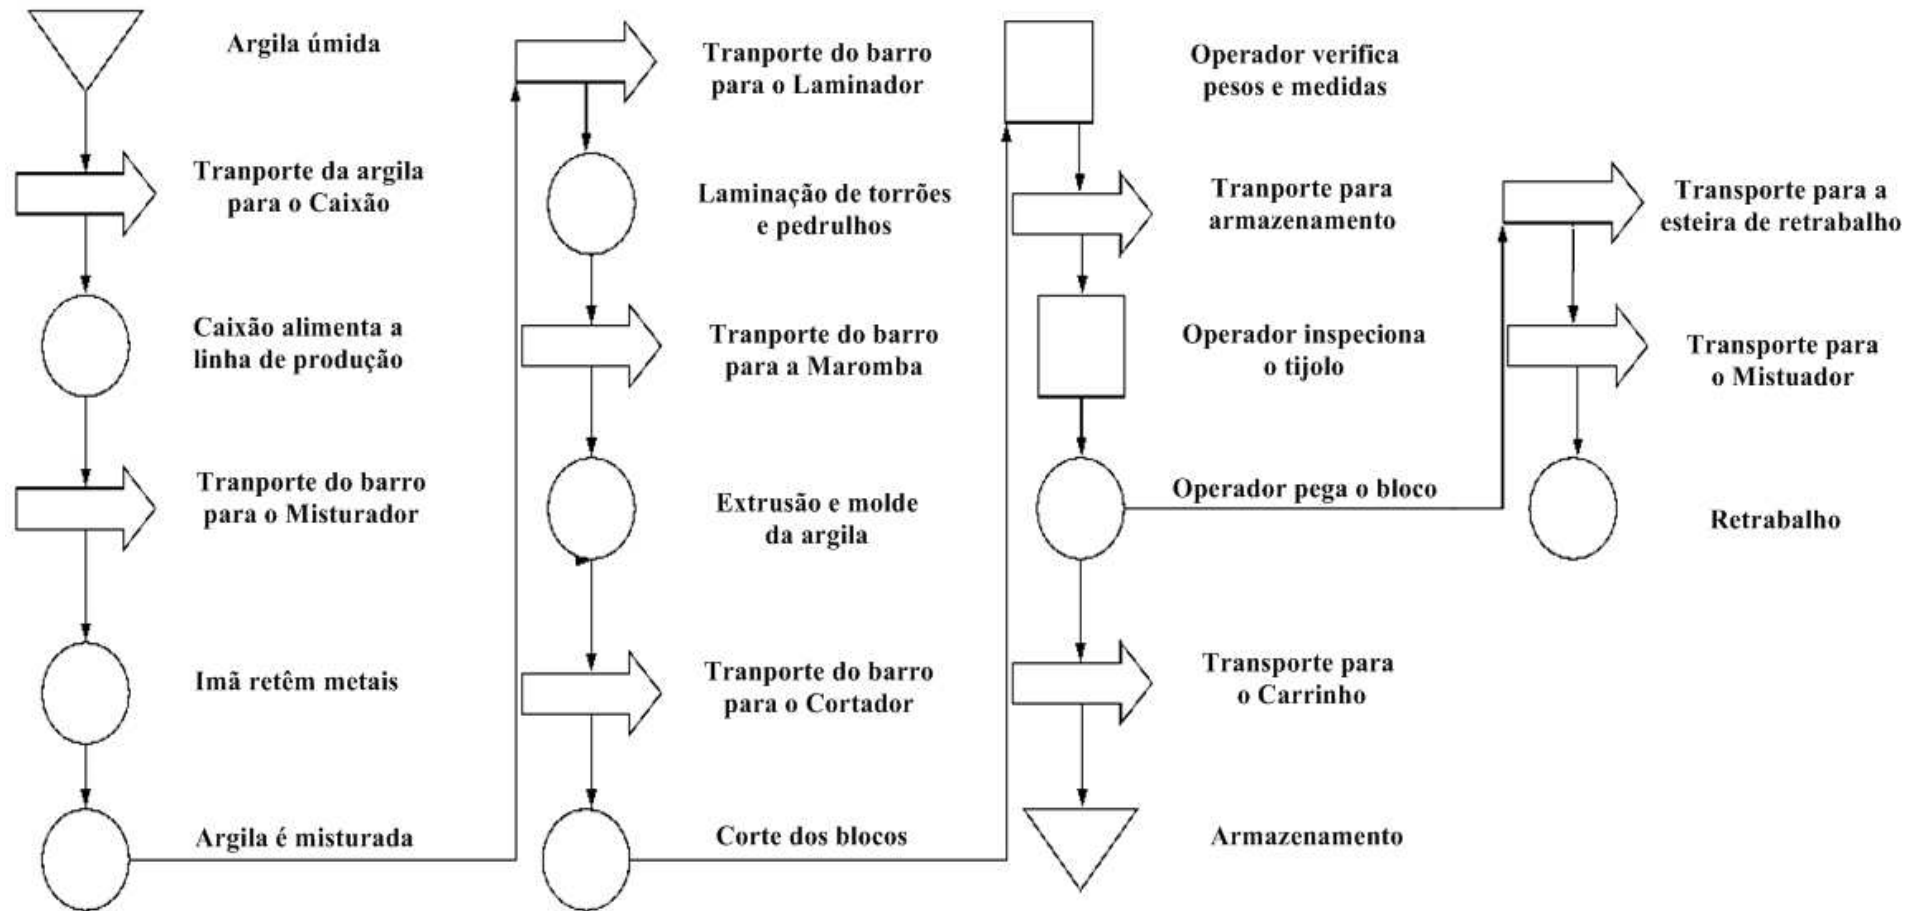 Argila úmida
Tranporte da argila
para o Caixão
Caixão alimenta a
linha de produção
Tranporte do barro
para o Misturador
Imã retêm metais
Argila é misturada
Tranporte do barro
para o Laminador
Laminação de torrões
e pedrulhos
Tranporte do barro
para a Maromba
Extrusão e molde
da argila
Tranporte do barro
para o Cortador
Corte dos blocos
Operador verifica
pesos e medidas
Tranporte para
armazenamento
Operador inspeciona
o tijolo
Operador pega o bloco
Transporte para
o Carrinho
Armazenamento
Transporte para a
esteira de retrabalho
Transporte para
o Mistuador
Retrabalho